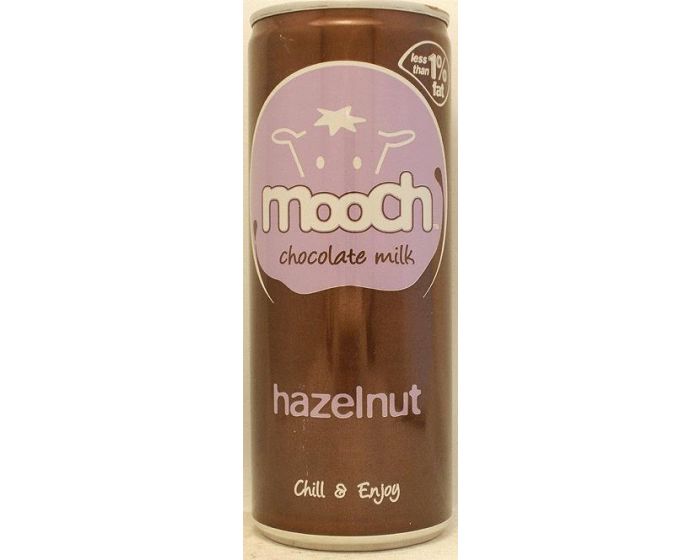 less than 1% fat
mooch
chocolate milk
hazelnut
Chill & Enjoy